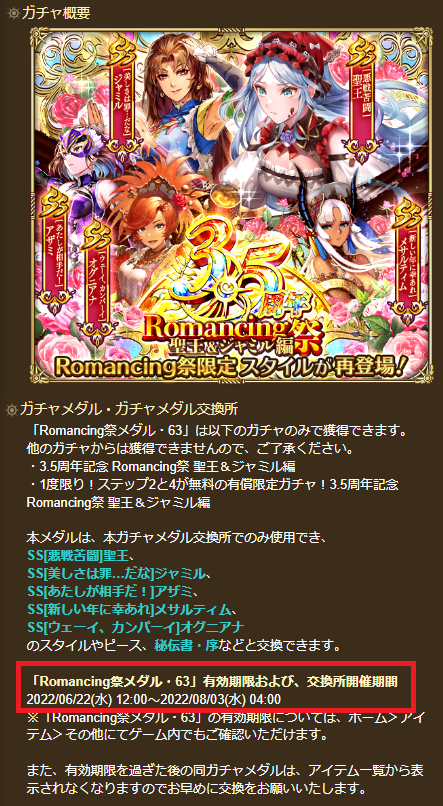 ガチャ概要
SS
[美しさは罪…だな]
ジャミル
SS
[悪戦苦闘]
聖王
SS
[あたしが相手だ!]
アザミ
SS
[ウェーイ、カンパーイ]
オグニアナ
SS
[新しい年に幸あれ]
メサルティム
3.5周年
Romancing祭
聖王&ジャミル編
Romancing祭限定スタイルが再登場!
ガチャメダル・ガチャメダル交換所
「Romancing祭メダル・63」は以下のガチャのみで獲得できます。
他のガチャからは獲得できませんので、ご了承ください。
・3.5周年記念 Romancing祭 聖王&ジャミル編
・1度限り!ステップ2と4が無料の有償限定ガチャ!3.5周年記念
Romancing祭 聖王&ジャミル編
本メダルは、本ガチャメダル交換所でのみ使用でき、
SS[悪戦苦闘]聖王、
SS[美しさは罪…だな]ジャミル、
SS[あたしが相手だ!]アザミ、
SS[新しい年に幸あれ]メサルティム、
SS[ウェーイ、カンパーイ]オグニアナ
のスタイルやピース、秘伝書・序などと交換できます。
「Romancing祭メダル・63」有効期限および、交換所開催期間
2022/06/22(水) 12:00~2022/08/03(水) 04:00
※「Romancing祭メダル・63」の有効期限については、ホーム>アイ
テム>その他にてゲーム内でもご確認いただけます。
また、有効期限を過ぎた後の同ガチャメダルは、アイテム一覧から表
示されなくなりますのでお早めに交換をお願いいたします。